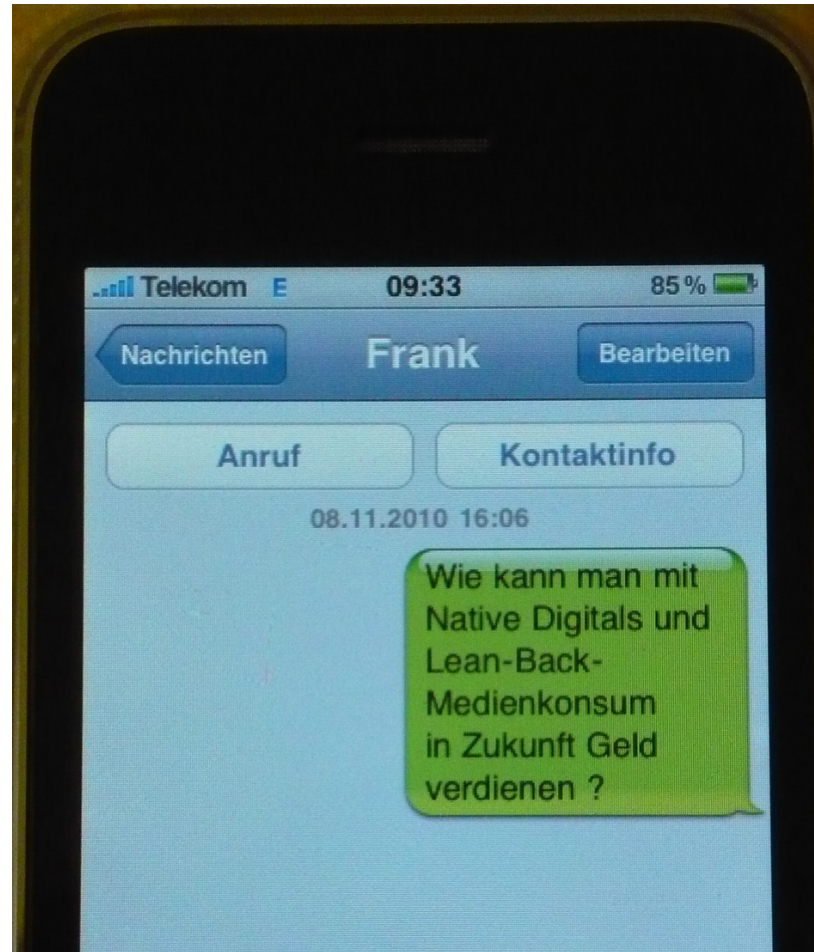 Telekom E 09:33 85 %
Nachrichten Frank Bearbeiten
Anruf Kontaktinfo
08.11.2010 16:06
Wie kann man mit
Native Digitals und
Lean-Back-
Medienkonsum
in Zukunft Geld
verdienen ?